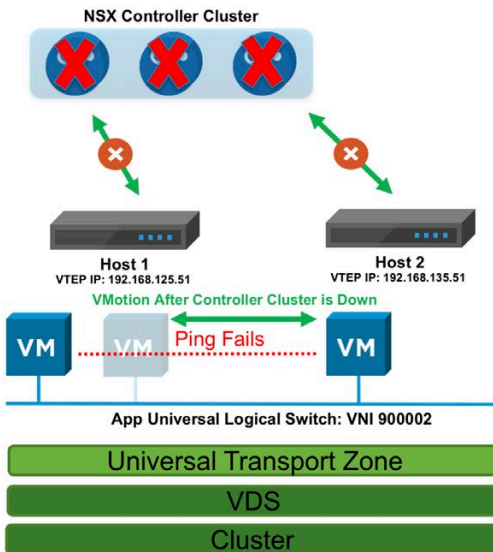 NSX Controller Cluster
Host 1
VTEP IP: 192.168.125.51
Host 2
VTEP IP: 192.168.135.51
VMotion After Controller Cluster is Down
VM
VM
Ping Fails
VM
App Universal Logical Switch: VNI 900002
Universal Transport Zone
VDS
Cluster